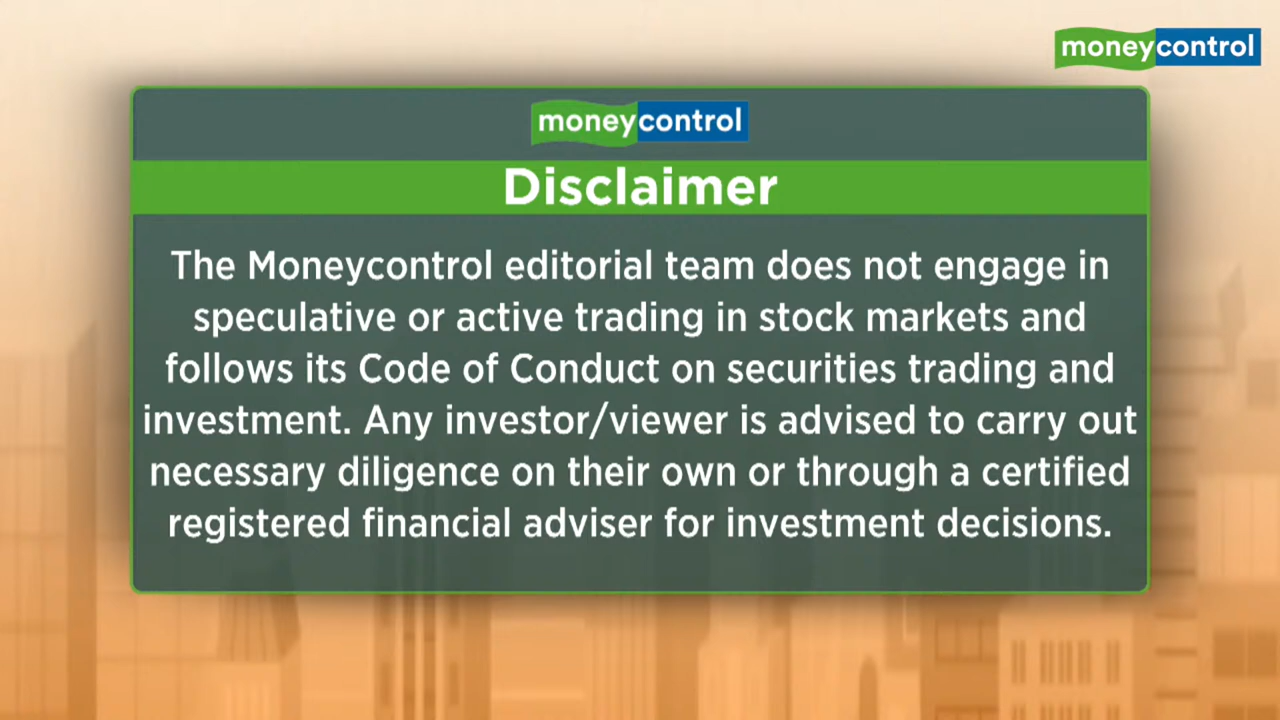 moneycontrol
moneycontrol
Disclaimer
The Moneycontrol editorial team does not engage in
speculative or active trading in stock markets and
follows its Code of Conduct on securities trading and
investment. Any investor/viewer is advised to carry out
necessary diligence on their own or through a certified
registered financial adviser for investment decisions.